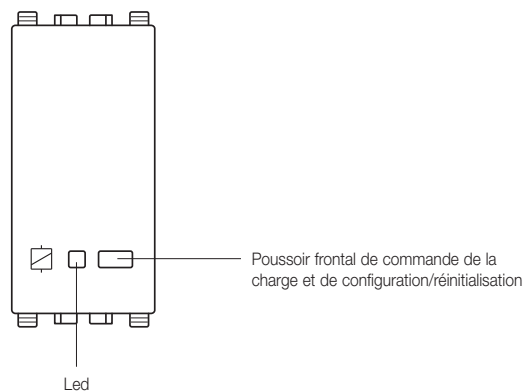 Poussoir frontal de commande de la
charge et de configuration/réinitialisation
Led